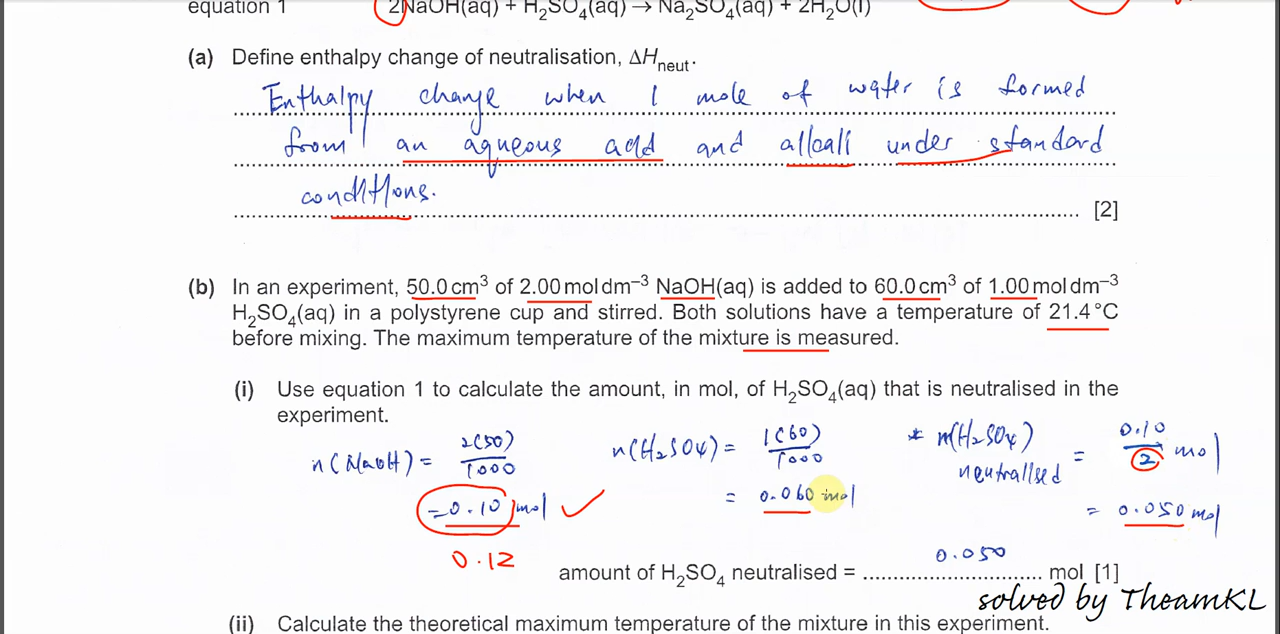 equation 1 2NaOH(aq) + H₂SO₄(aq) → Na₂SO₄(aq) + 2H₂O(l)
(a) Define enthalpy change of neutralisation, ΔH_neut.
Enthalpy change when 1 mole of water is formed
from an aqueous acid and alkali under standard
conditions.
[2]
(b) In an experiment, 50.0 cm³ of 2.00 mol dm⁻³ NaOH(aq) is added to 60.0 cm³ of 1.00 mol dm⁻³
H₂SO₄(aq) in a polystyrene cup and stirred. Both solutions have a temperature of 21.4 °C
before mixing. The maximum temperature of the mixture is measured.
(i) Use equation 1 to calculate the amount, in mol, of H₂SO₄(aq) that is neutralised in the
experiment.
n(NaOH) = 2(50)/1000
= 0.10 mol ✓
0.12
n(H₂SO₄) = 1(60)/1000
= 0.060 mol
* n(H₂SO₄) neutralised = 0.10/2 mol
= 0.050 mol
amount of H₂SO₄ neutralised = 0.050 mol [1]
solved by TheamKL
(ii) Calculate the theoretical maximum temperature of the mixture in this experiment.